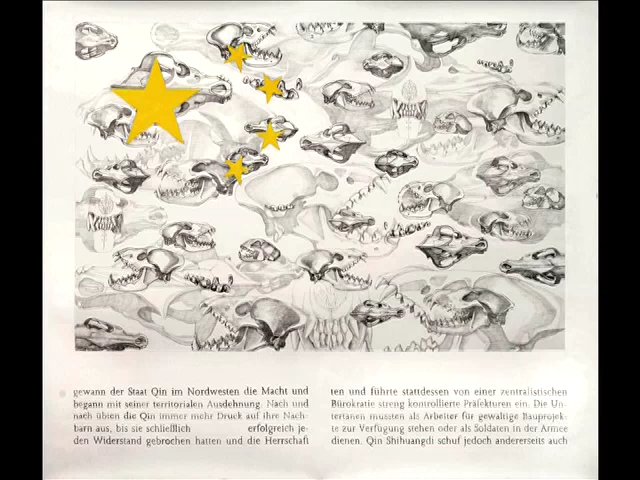 gewann der Staat Qin im Nordwesten die Macht und
begann mit seiner territorialen Ausdehnung. Nach und
nach übten die Qin immer mehr Druck auf ihre Nach-
barn aus, bis sie schließlich erfolgreich je-
den Widerstand gebrochen hatten und die Herrschaft
ten und führte stattdessen von einer zentralistischen
Bürokratie streng kontrollierte Präfekturen ein. Die Un-
tertanen mussten als Arbeiter für gewaltige Bauprojek-
te zur Verfügung stehen oder als Soldaten in der Armee
dienen. Qin Shihuangdi schuf jedoch andererseits auch